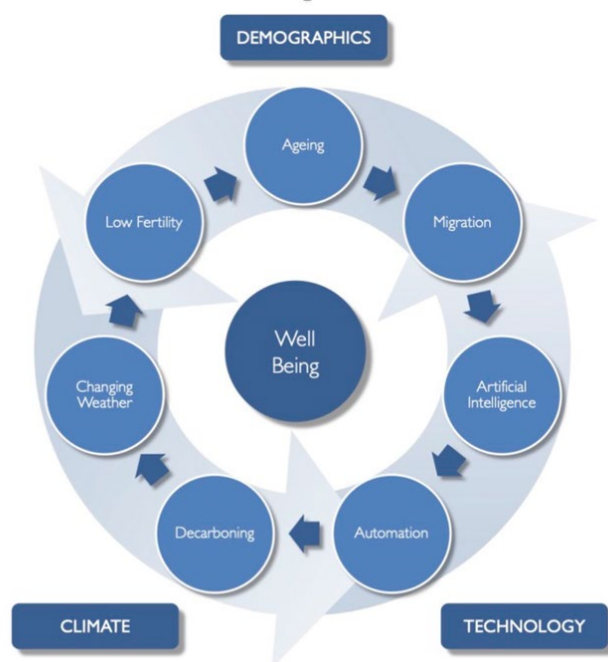 DEMOGRAPHICS
Ageing
Low Fertility
Migration
Well
Being
Changing
Weather
Artificial
Intelligence
Decarboning
Automation
CLIMATE
TECHNOLOGY